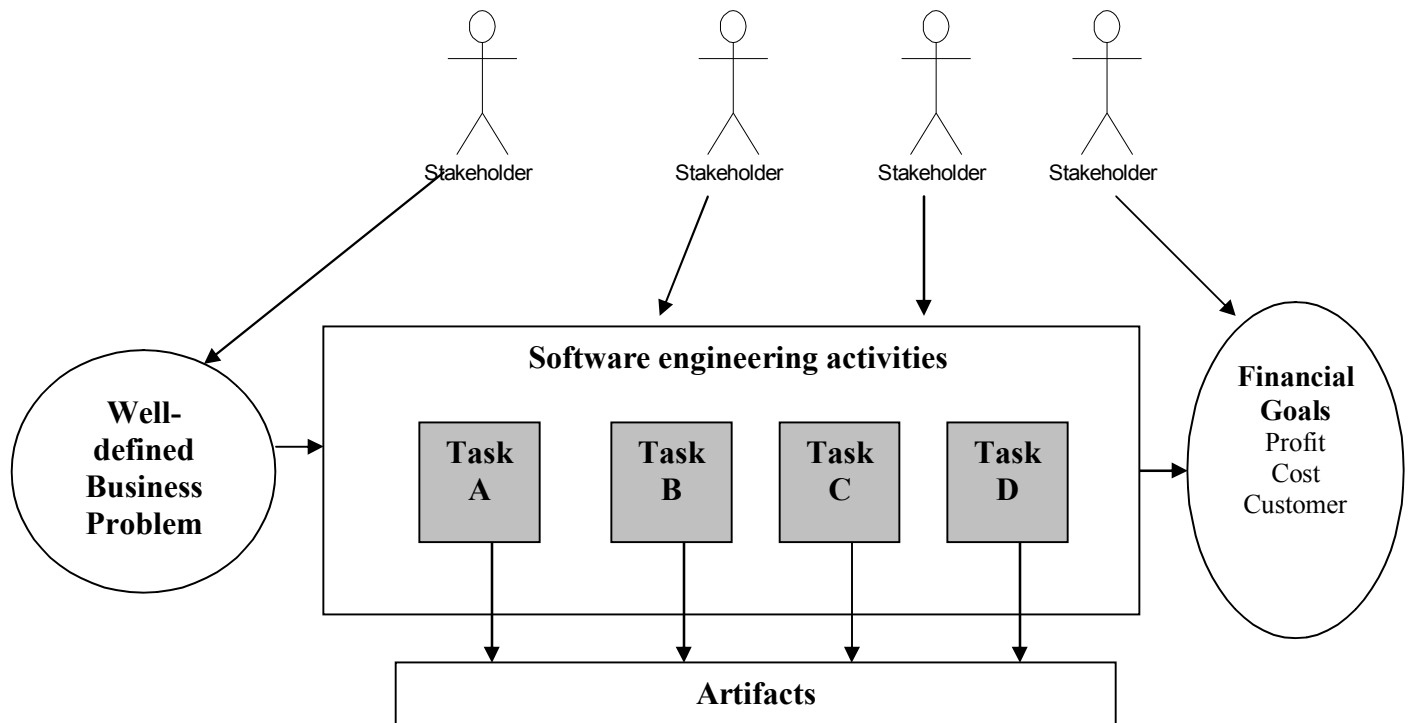 Stakeholder
Stakeholder
Stakeholder
Stakeholder
Software engineering activities
Well-
defined
Business
Problem
Task
A
Task
B
Task
C
Task
D
Financial
Goals
Profit
Cost
Customer
Artifacts